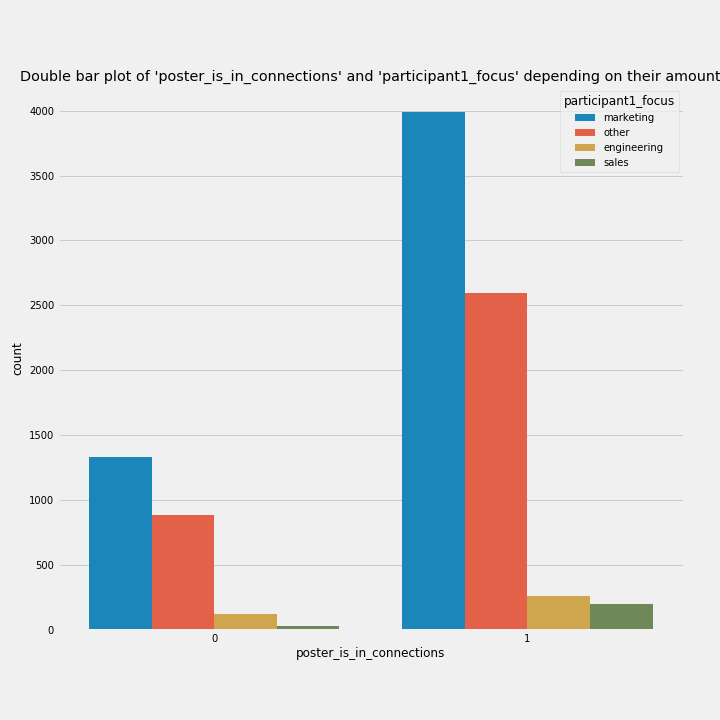 Double bar plot of 'poster_is_in_connections' and 'participant1_focus' depending on their amount
participant1_focus
marketing
other
engineering
sales
4000
3500
3000
2500
2000
1500
1000
500
0
count
0 1
poster_is_in_connections